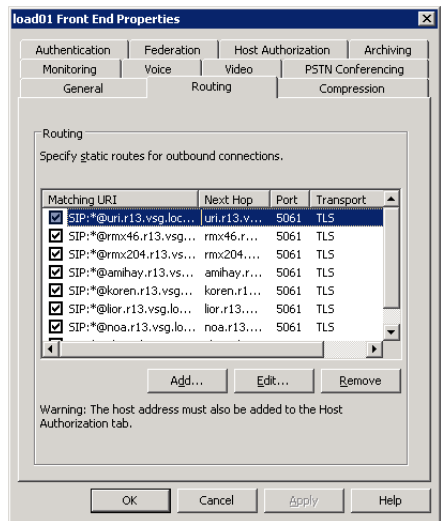 load01 Front End Properties
Authentication Federation Host Authorization Archiving
Monitoring Voice Video PSTN Conferencing
General Routing Compression
Routing
Specify static routes for outbound connections.
Matching URI Next Hop Port Transport
SIP:*@uri.r13.vsg.loc... uri.r13.v... 5061 TLS
SIP:*@rmx46.r13.vsg... rmx46.r... 5061 TLS
SIP:*@rmx204.r13.vs... rmx204.... 5061 TLS
SIP:*@amihay.r13.vs... amihay.r... 5061 TLS
SIP:*@koren.r13.vsg... koren.r1... 5061 TLS
SIP:*@lior.r13.vsg.lo... lior.r13.... 5061 TLS
SIP:*@noa.r13.vsg.lo... noa.r13.... 5061 TLS
Add... Edit... Remove
Warning: The host address must also be added to the Host
Authorization tab.
OK Cancel Apply Help